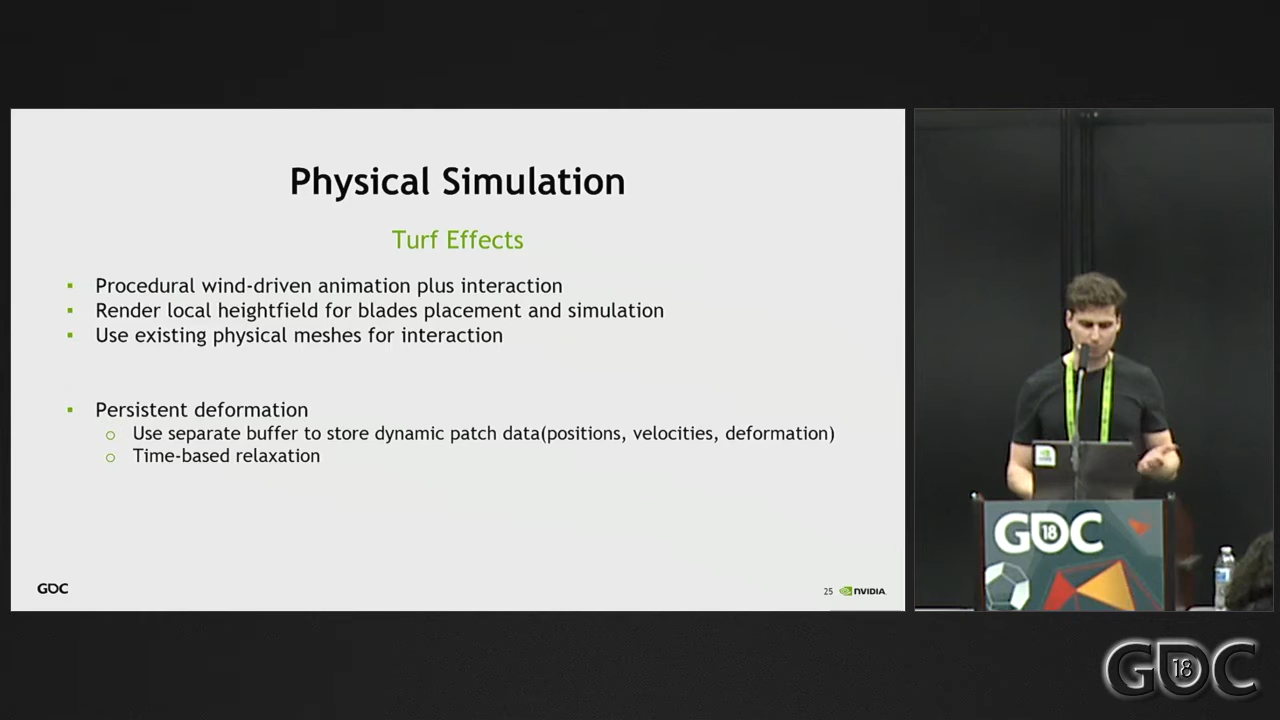 Physical Simulation
Turf Effects
Procedural wind-driven animation plus interaction
Render local heightfield for blades placement and simulation
Use existing physical meshes for interaction
Persistent deformation
Use separate buffer to store dynamic patch data(positions, velocities, deformation)
Time-based relaxation
GDC
25 NVIDIA
GDC 18
GDC 18